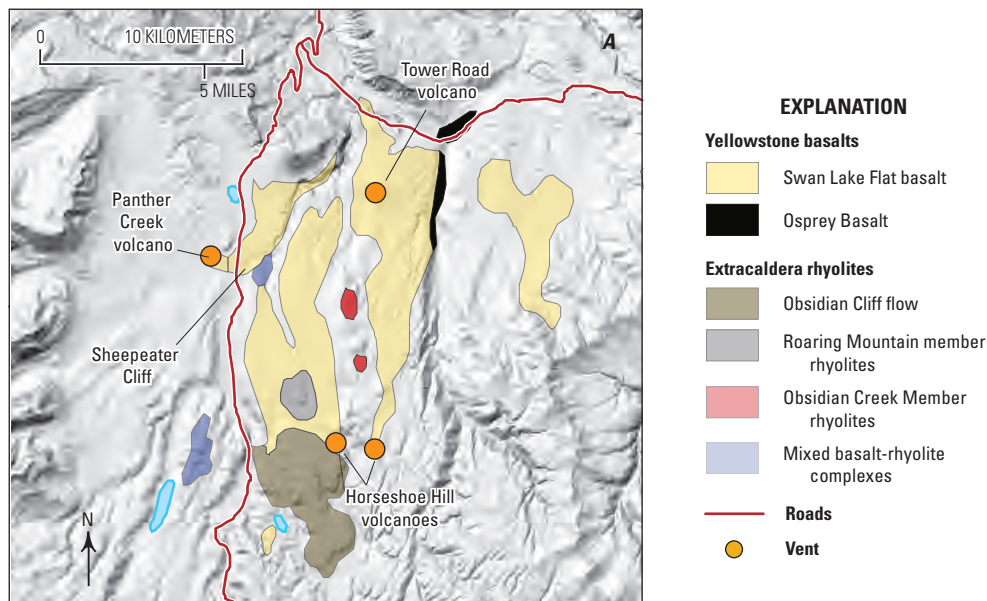 0
10 KILOMETERS
5 MILES
A
Tower Road
volcano
Panther
Creek
volcano
Sheepeater
Cliff
Horseshoe Hill
volcanoes
N
EXPLANATION
Yellowstone basalts
Swan Lake Flat basalt
Osprey Basalt
Extracaldera rhyolites
Obsidian Cliff flow
Roaring Mountain member
rhyolites
Obsidian Creek Member
rhyolites
Mixed basalt-rhyolite
complexes
Roads
Vent